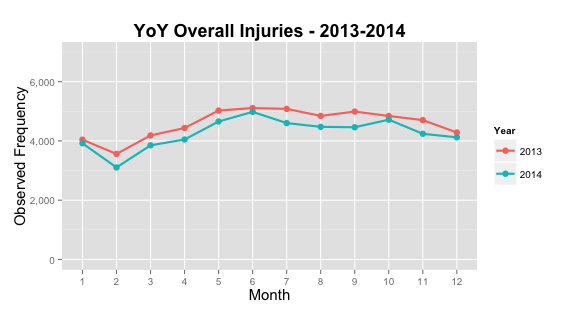 YoY Overall Injuries - 2013-2014
Observed Frequency
6,000
4,000
2,000
0
1 2 3 4 5 6 7 8 9 10 11 12
Month
Year
2013
2014